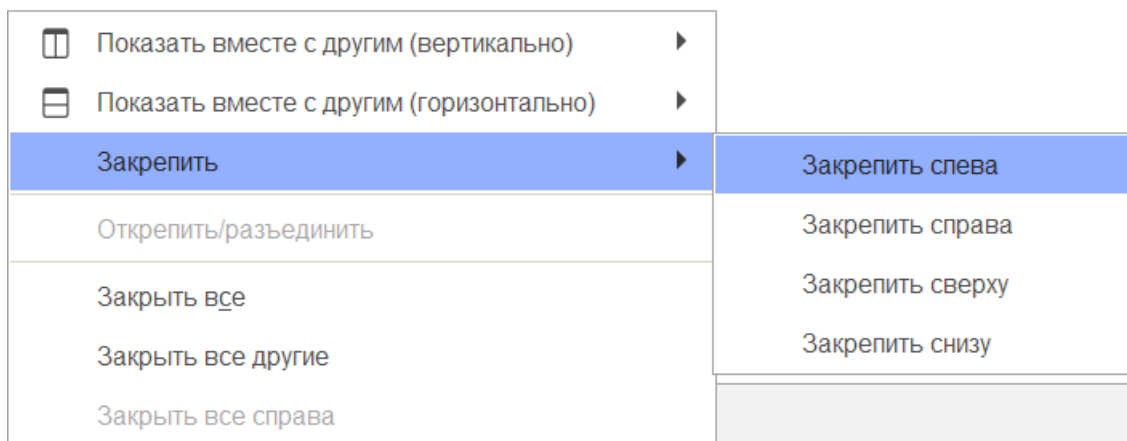 Показать вместе с другим (вертикально)
Показать вместе с другим (горизонтально)
Закрепить
Открепить/разъединить
Закрыть все
Закрыть все другие
Закрыть все справа
Закрепить слева
Закрепить справа
Закрепить сверху
Закрепить снизу